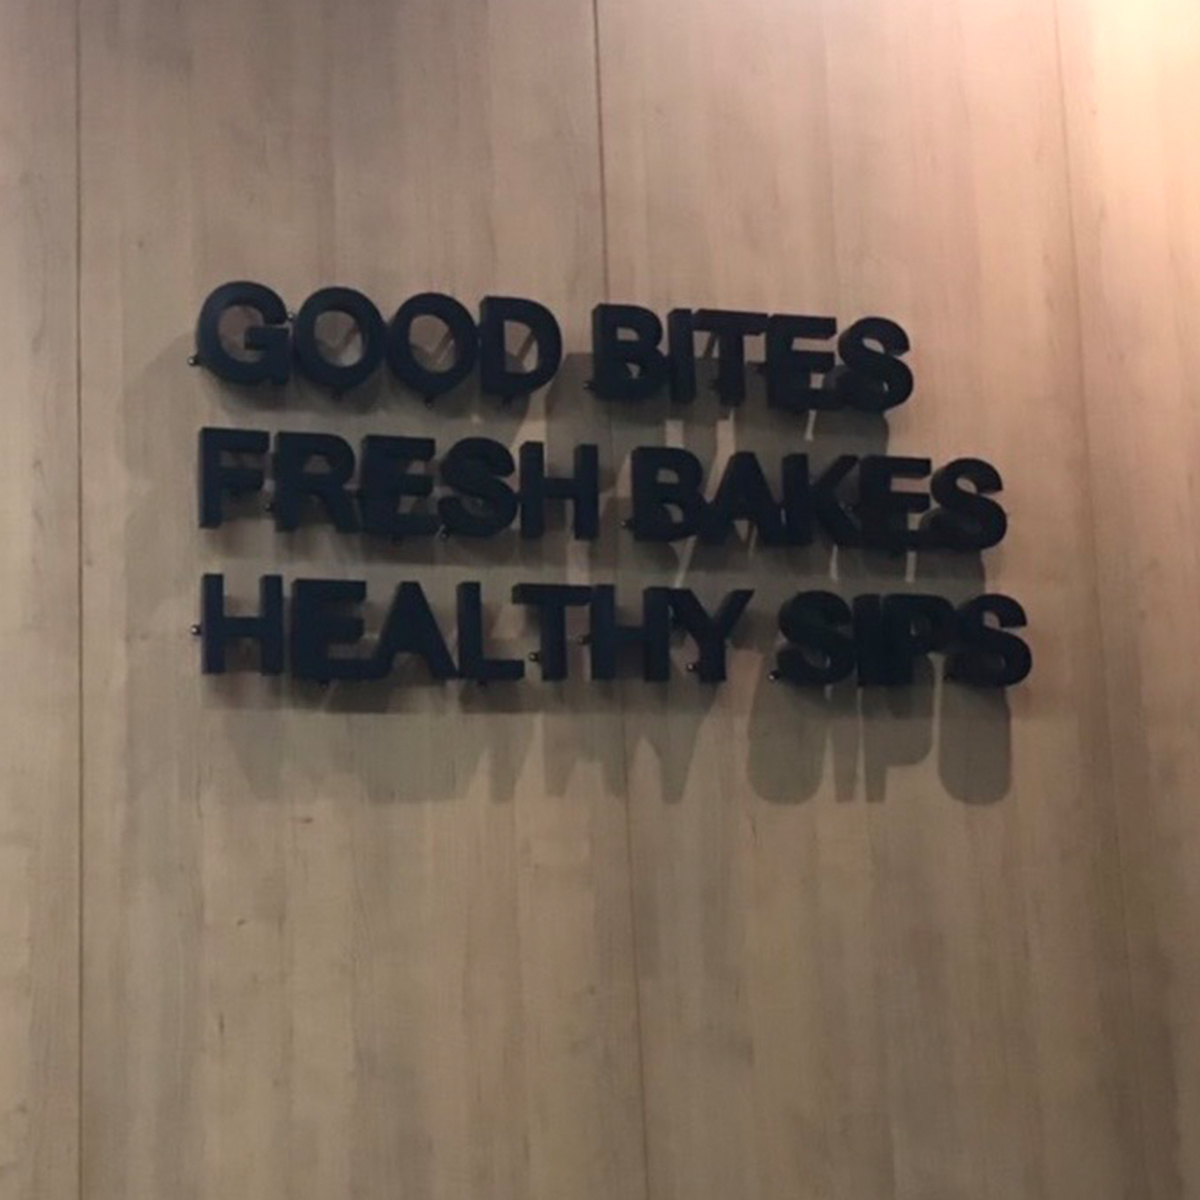 GOOD BITES
FRESH BAKES
HEALTHY SIPS